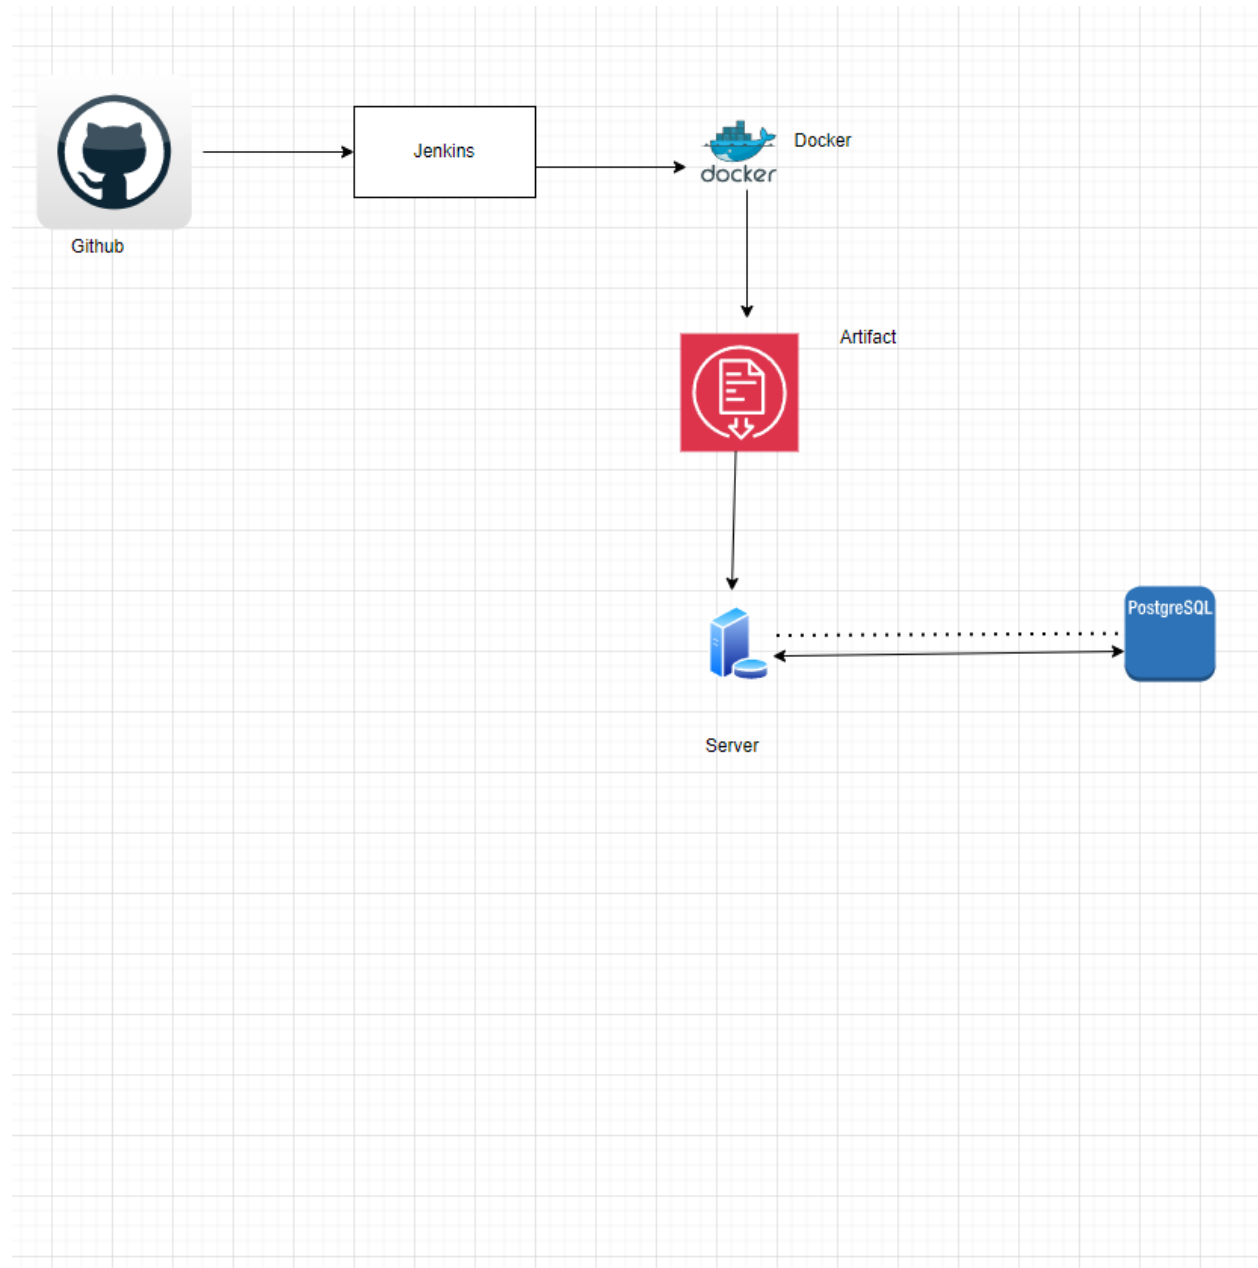 Jenkins
docker
Docker
Github
Artifact
PostgreSQL
Server